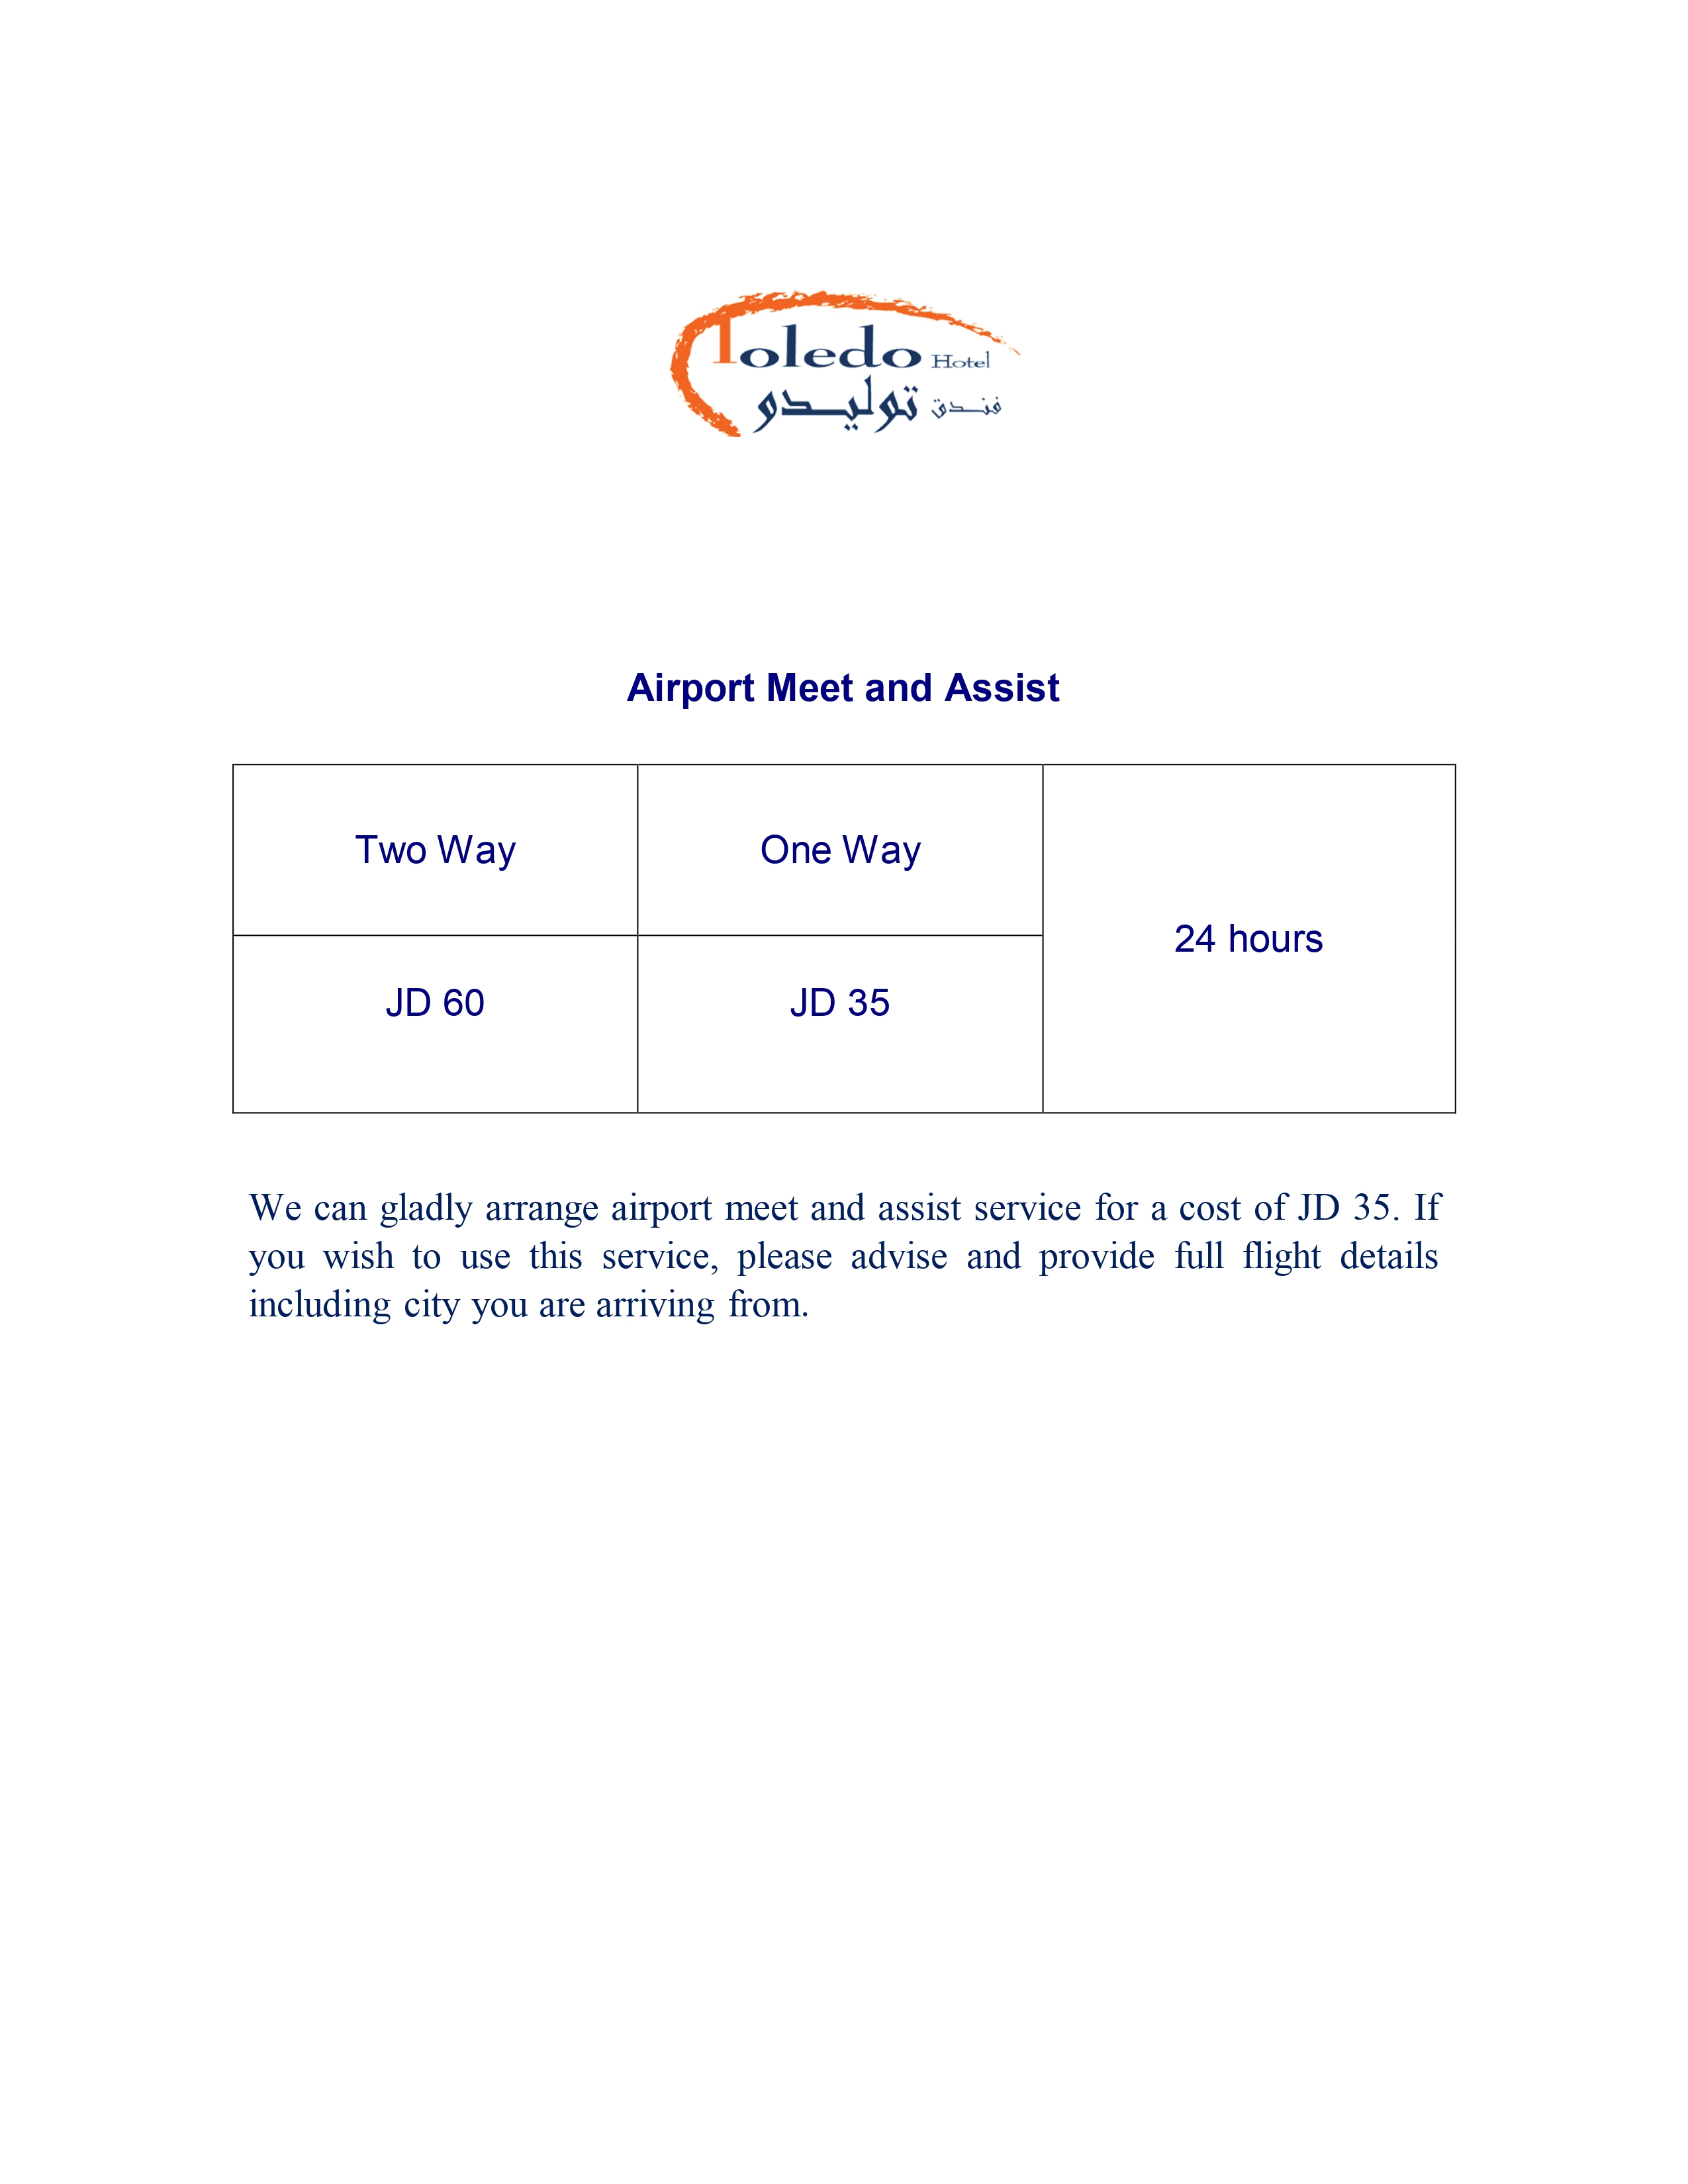 Toledo Hotel
فندق توليدو
Airport Meet and Assist
Two Way
One Way
24 hours
JD 60
JD 35
We can gladly arrange airport meet and assist service for a cost of JD 35. If
you wish to use this service, please advise and provide full flight details
including city you are arriving from.